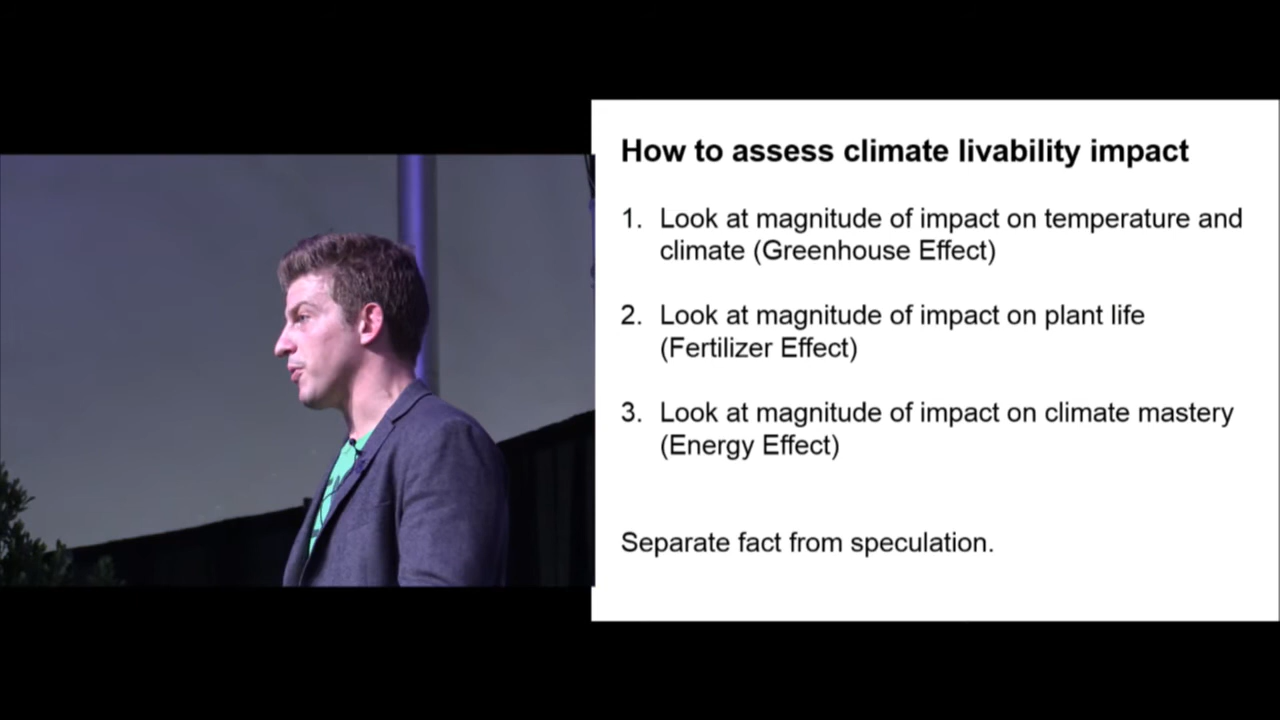 How to assess climate livability impact
1. Look at magnitude of impact on temperature and
climate (Greenhouse Effect)
2. Look at magnitude of impact on plant life
(Fertilizer Effect)
3. Look at magnitude of impact on climate mastery
(Energy Effect)
Separate fact from speculation.